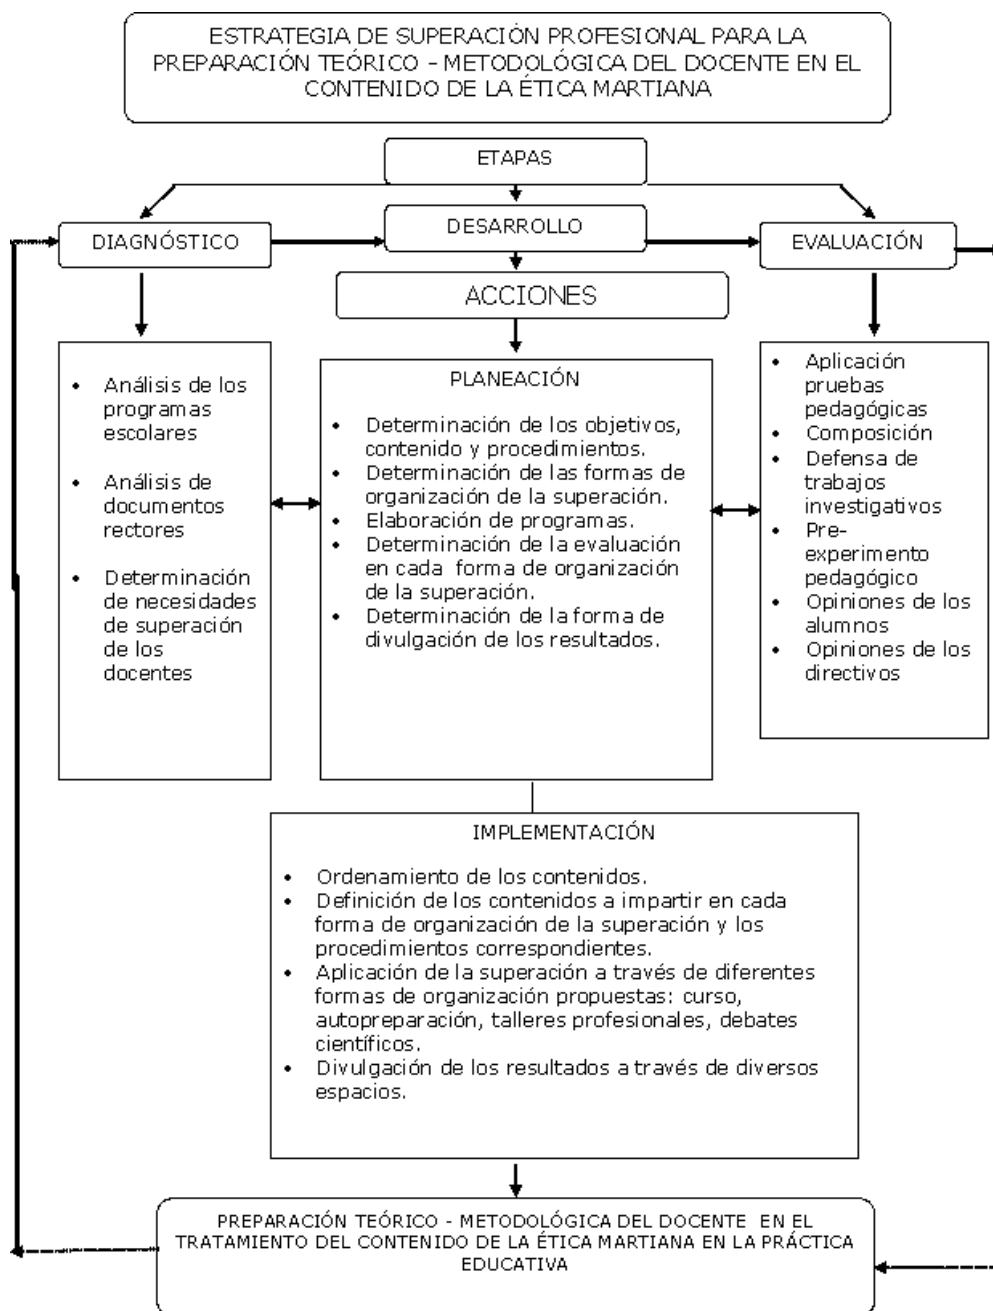 ESTRATEGIA DE SUPERACIÓN PROFESIONAL PARA LA
PREPARACIÓN TEÓRICO - METODOLÓGICA DEL DOCENTE EN EL
CONTENIDO DE LA ÉTICA MARTIANA
ETAPAS
DIAGNÓSTICO
DESARROLLO
EVALUACIÓN
ACCIONES
• Análisis de los
programas
escolares
• Análisis de
documentos
rectores
• Determinación
de necesidades
de superación
de los
docentes
PLANEACIÓN
• Determinación de los objetivos,
contenido y procedimientos.
• Determinación de las formas de
organización de la superación.
• Elaboración de programas.
• Determinación de la evaluación
en cada forma de organización
de la superación.
• Determinación de la forma de
divulgación de los resultados.
• Aplicación
pruebas
pedagógicas
• Composición
• Defensa de
trabajos
investigativos
• Pre-
experimento
pedagógico
• Opiniones de los
alumnos
• Opiniones de los
directivos
IMPLEMENTACIÓN
• Ordenamiento de los contenidos.
• Definición de los contenidos a impartir en cada
forma de organización de la superación y los
procedimientos correspondientes.
• Aplicación de la superación a través de diferentes
formas de organización propuestas: curso,
autopreparación, talleres profesionales, debates
científicos.
• Divulgación de los resultados a través de diversos
espacios.
PREPARACIÓN TEÓRICO - METODOLÓGICA DEL DOCENTE EN EL
TRATAMIENTO DEL CONTENIDO DE LA ÉTICA MARTIANA EN LA PRÁCTICA
EDUCATIVA